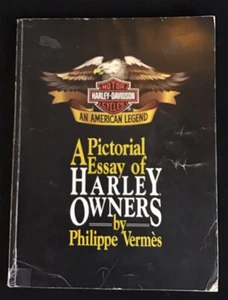 MOTOR
HARLEY-DAVIDSON
CYCLES
AN AMERICAN LEGEND
A Pictorial
Essay of
HARLEY
OWNERS
by
Philippe Vermès